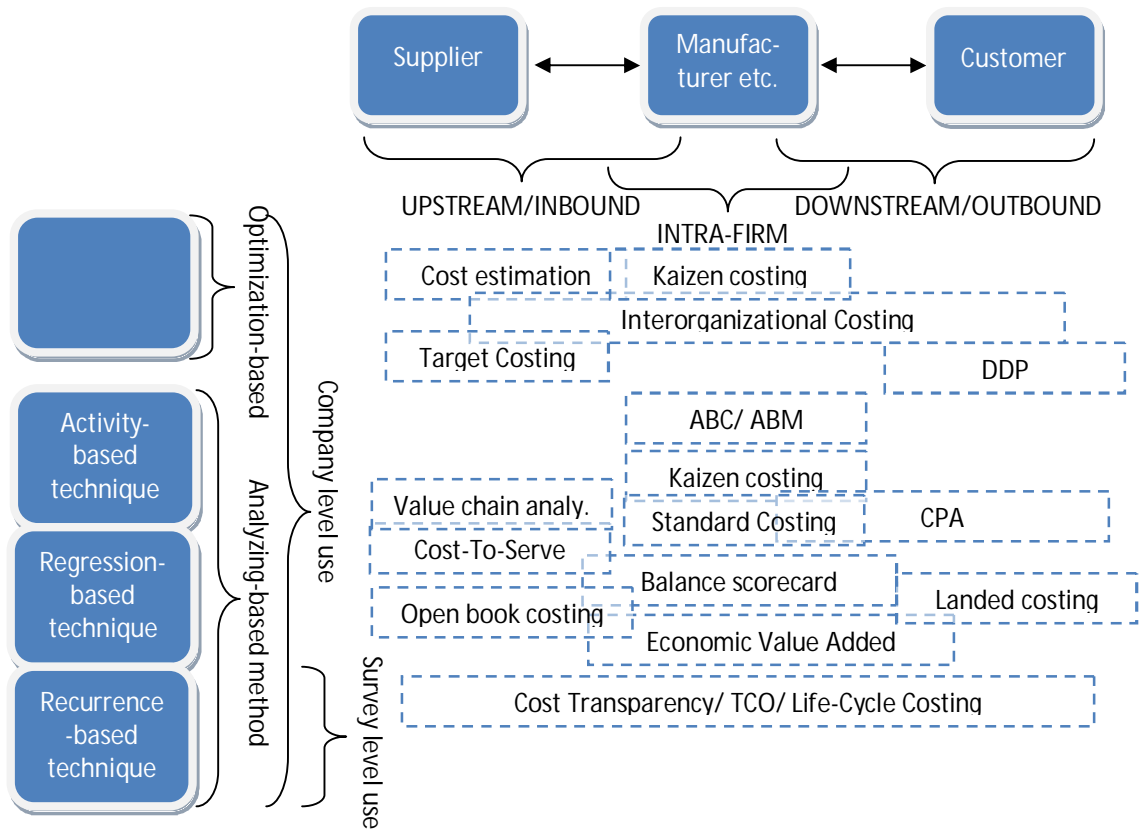 Supplier
Manufac-
turer etc.
Customer
UPSTREAM/INBOUND
DOWNSTREAM/OUTBOUND
INTRA-FIRM
Optimization-based
Company level use
Analyzing-based method
Survey level use
Activity-
based
technique
Regression-
based
technique
Recurrence
-based
technique
Cost estimation
Kaizen costing
Interorganizational Costing
Target Costing
DDP
ABC/ ABM
Kaizen costing
Value chain analy.
Standard Costing
CPA
Cost-To-Serve
Balance scorecard
Landed costing
Open book costing
Economic Value Added
Cost Transparency/ TCO/ Life-Cycle Costing